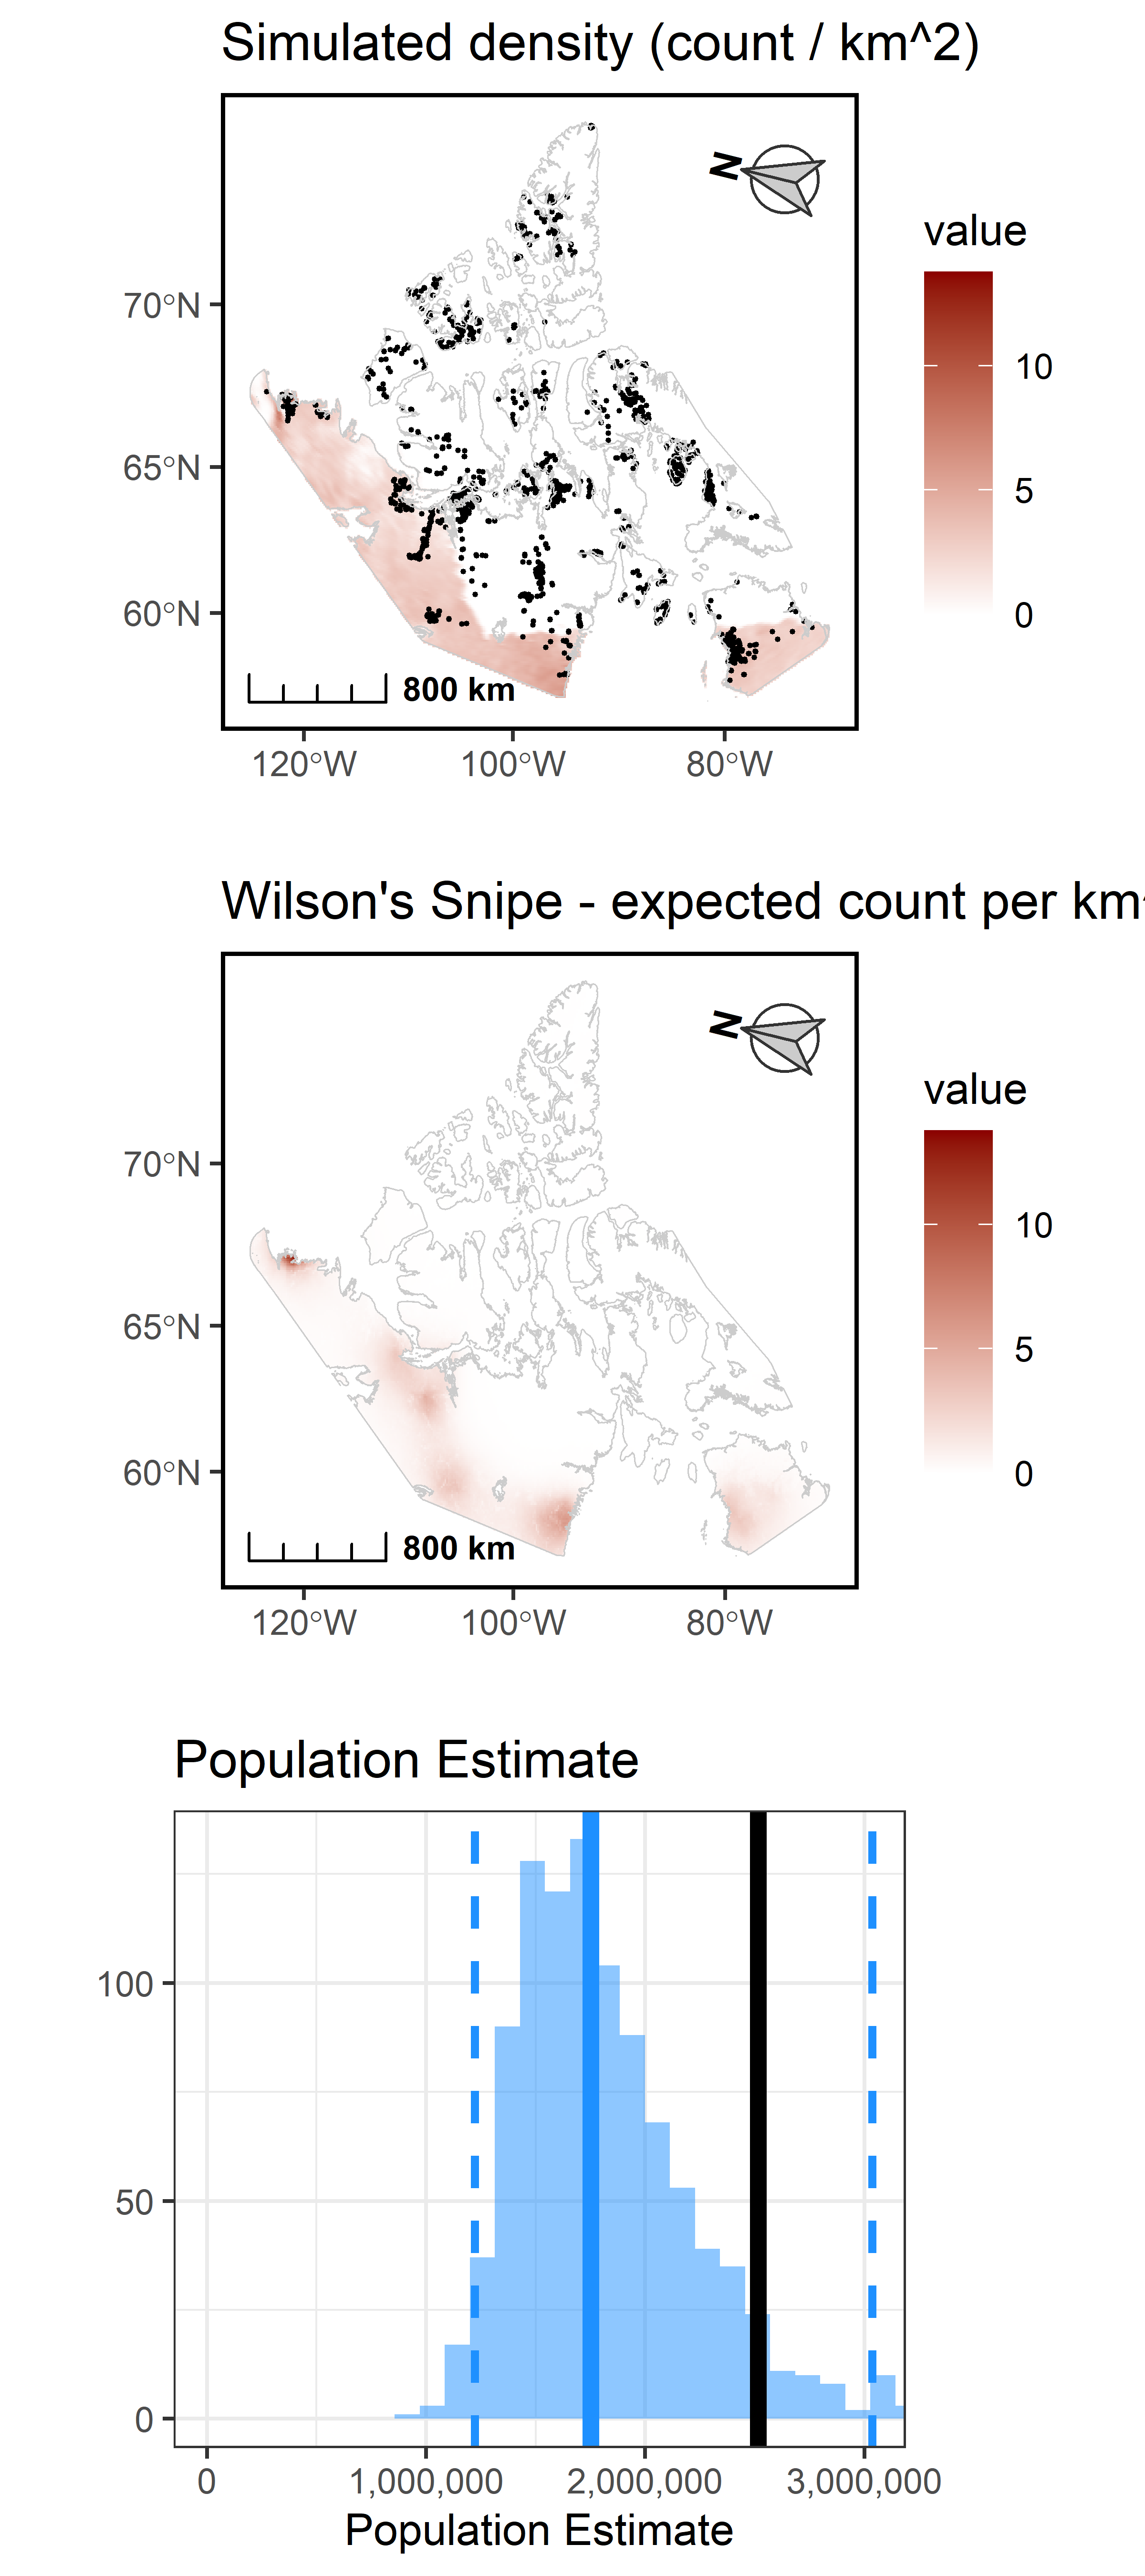 Simulated density (count / km^2)
N
70°N
65°N
60°N
800 km
120°W 100°W 80°W
value
10
5
0
Wilson's Snipe - expected count per km^
N
70°N
65°N
60°N
800 km
120°W 100°W 80°W
value
10
5
0
Population Estimate
100
50
0
0 1,000,000 2,000,000 3,000,000
Population Estimate